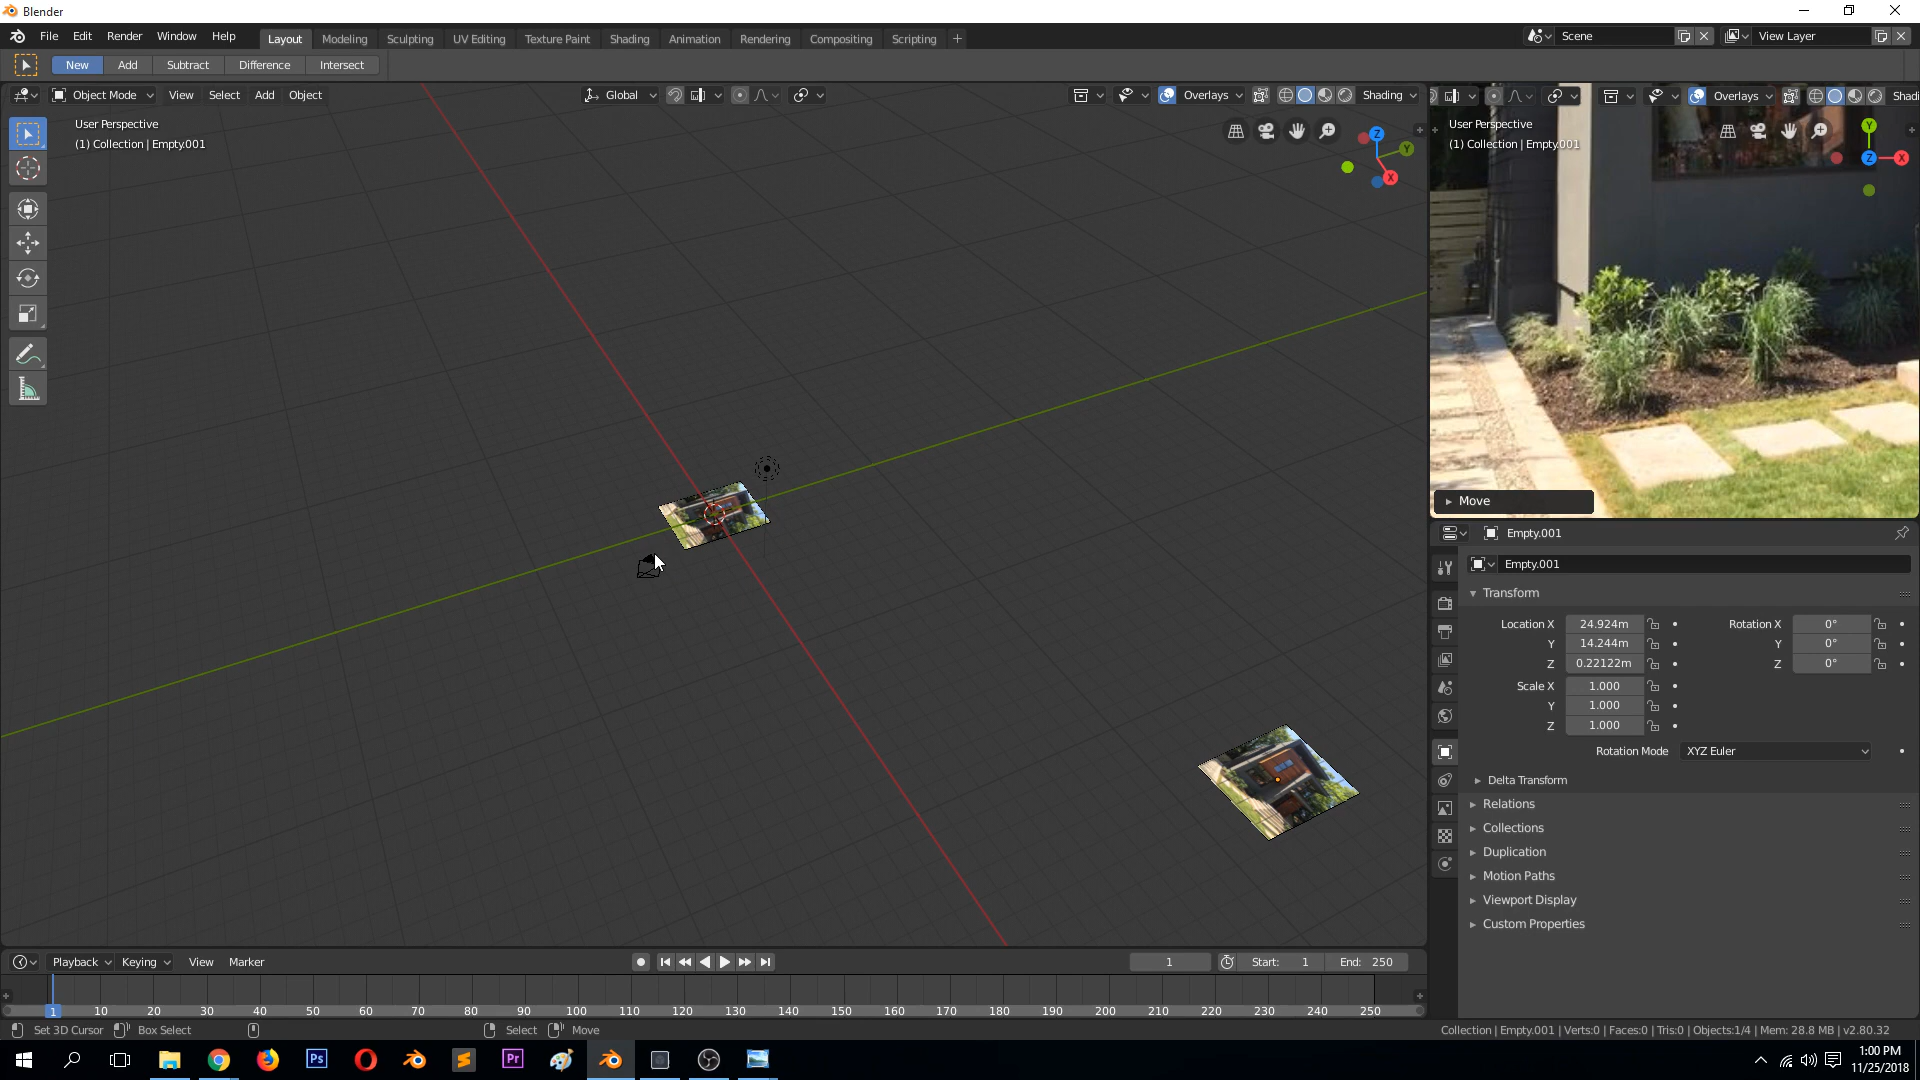 Blender
File Edit Render Window Help Layout Modeling Sculpting UV Editing Texture Paint Shading Animation Rendering Compositing Scripting + Scene View Layer
New Add Subtract Difference Intersect
Object Mode View Select Add Object Global Overlays Shading Overlays Shadi
User Perspective
(1) Collection | Empty.001
Z Y X
User Perspective
(1) Collection | Empty.001
Y Z X
Move
Empty.001
Empty.001
Transform
Location X 24.924m Rotation X 0°
Y 14.244m Y 0°
Z 0.22122m Z 0°
Scale X 1.000
Y 1.000
Z 1.000
Rotation Mode XYZ Euler
Delta Transform
Relations
Collections
Duplication
Motion Paths
Viewport Display
Custom Properties
Playback Keying View Marker 1 Start: 1 End: 250
1 10 20 30 40 50 60 70 80 90 100 110 120 130 140 150 160 170 180 190 200 210 220 230 240 250
Set 3D Cursor Box Select Select Move Collection | Empty.001 | Verts:0 | Faces:0 | Tris:0 | Objects:1/4 | Mem: 28.8 MB | v2.80.32
Ps Pr
1:00 PM
11/25/2018